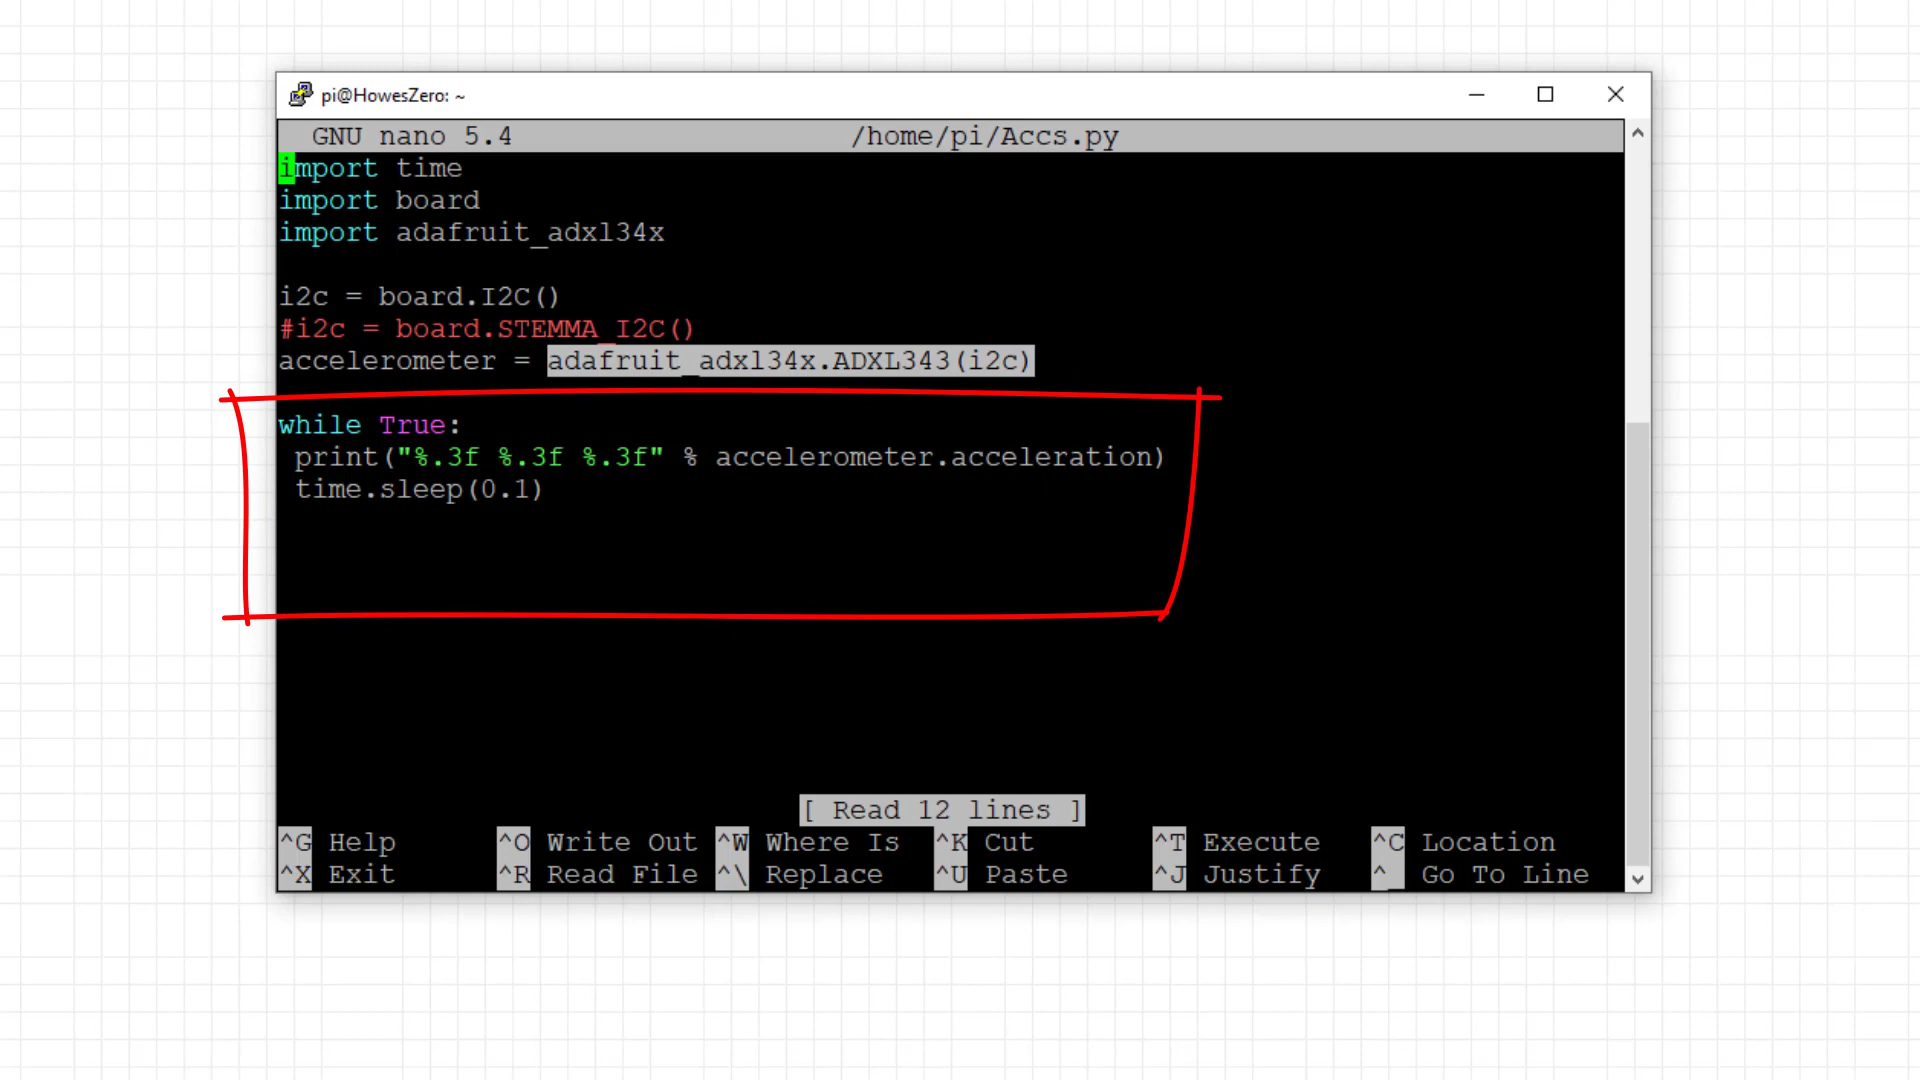 pi@HowesZero: ~
GNU nano 5.4 /home/pi/Accs.py
import time
import board
import adafruit_adxl34x
i2c = board.I2C()
#i2c = board.STEMMA_I2C()
accelerometer = adafruit_adxl34x.ADXL343(i2c)
while True:
 print("%.3f %.3f %.3f" % accelerometer.acceleration)
 time.sleep(0.1)
[ Read 12 lines ]
^G Help ^O Write Out ^W Where Is ^K Cut ^T Execute ^C Location
^X Exit ^R Read File ^\ Replace ^U Paste ^J Justify ^_ Go To Line